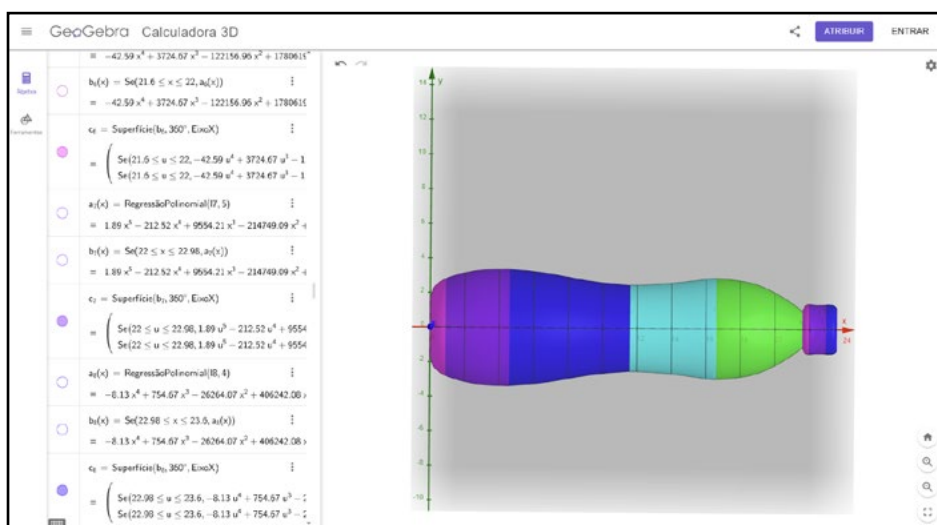 GeoGebra Calculadora 3D
ATRIBUIR
ENTRAR
= −42.59 x⁴ + 3724.67 x³ − 122156.96 x² + 178061
b₆(x) = Se(21.6 ≤ x ≤ 22, a₆(x))
= −42.59 x⁴ + 3724.67 x³ − 122156.96 x² + 178061
c₆ = Superfície(b₆, 360°, EixoX)
= ( Se(21.6 ≤ u ≤ 22, −42.59 u⁴ + 3724.67 u³ − 1
Se(21.6 ≤ u ≤ 22, −42.59 u⁴ + 3724.67 u³ − 1
a₇(x) = RegressãoPolinomial(l7, 5)
= 1.89 x⁵ − 212.52 x⁴ + 9554.21 x³ − 214749.09 x² +
b₇(x) = Se(22 ≤ x ≤ 22.98, a₇(x))
= 1.89 x⁵ − 212.52 x⁴ + 9554.21 x³ − 214749.09 x² +
c₇ = Superfície(b₇, 360°, EixoX)
= ( Se(22 ≤ u ≤ 22.98, 1.89 u⁵ − 212.52 u⁴ + 9554
Se(22 ≤ u ≤ 22.98, 1.89 u⁵ − 212.52 u⁴ + 9554
a₈(x) = RegressãoPolinomial(l8, 4)
= −8.13 x⁴ + 754.67 x³ − 26264.07 x² + 406242.08
b₈(x) = Se(22.98 ≤ x ≤ 23.6, a₈(x))
= −8.13 x⁴ + 754.67 x³ − 26264.07 x² + 406242.08
c₈ = Superfície(b₈, 360°, EixoX)
= ( Se(22.98 ≤ u ≤ 23.6, −8.13 u⁴ + 754.67 u³ − 2
Se(22.98 ≤ u ≤ 23.6, −8.13 u⁴ + 754.67 u³ − 2
y
14
12
10
8
6
4
2
x
24
−2
−4
−6
−8
−10